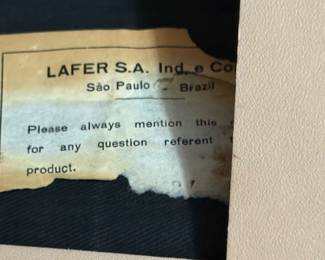 LAFER S.A. Ind. e Co
São Paulo - Brazil
Please always mention this
for any question referent
product.